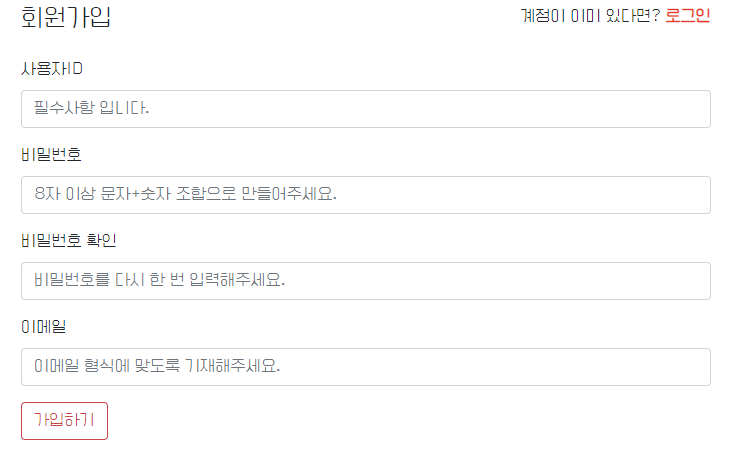 회원가입
계정이 이미 있다면? 로그인
사용자ID
필수사항 입니다.
비밀번호
8자 이상 문자+숫자 조합으로 만들어주세요.
비밀번호 확인
비밀번호를 다시 한 번 입력해주세요.
이메일
이메일 형식에 맞도록 기재해주세요.
가입하기